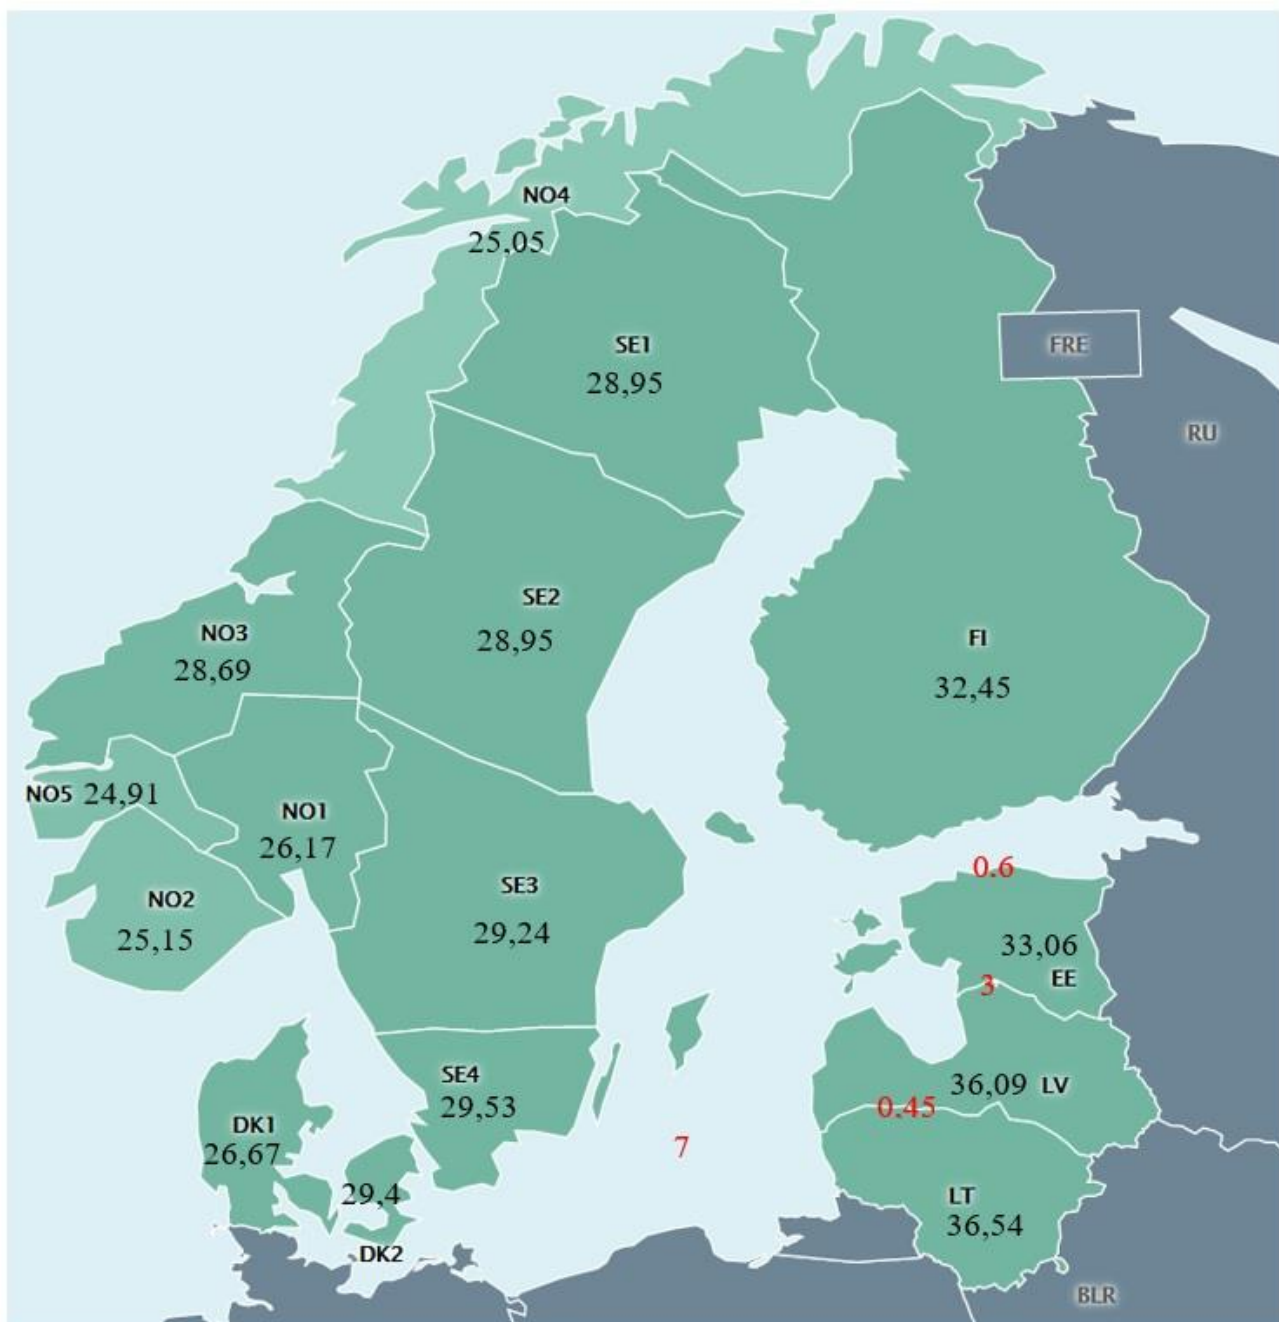 NO4
25,05
SE1
28,95
FRE
RU
SE2
28,95
FI
32,45
NO3
28,69
NO5 24,91
NO1
26,17
0.6
SE3
29,24
NO2
25,15
33,06
EE
3
SE4
29,53
36,09 LV
0.45
DK1
26,67
7
29,4
DK2
LT
36,54
BLR